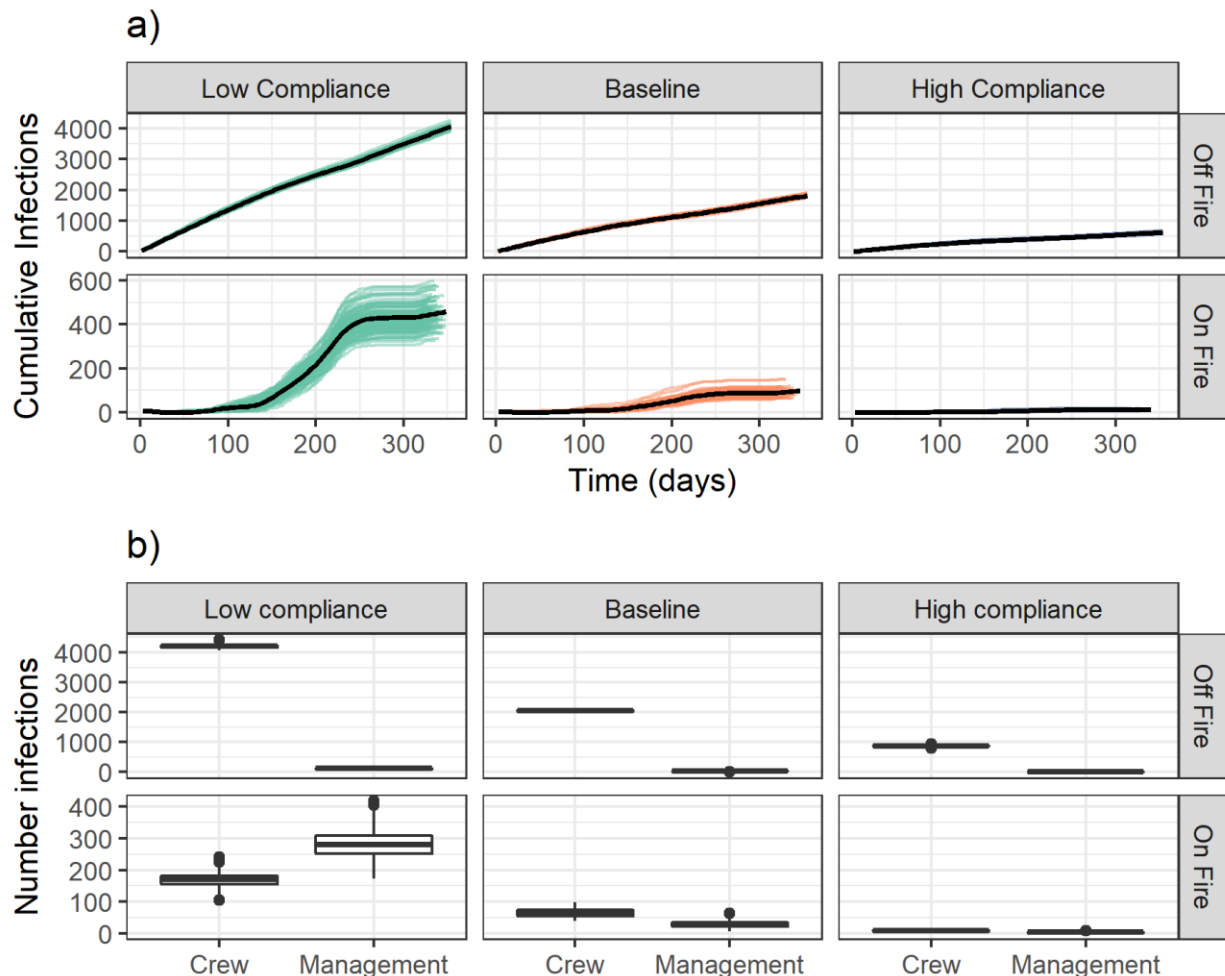 a)
Low Compliance Baseline High Compliance
Cumulative Infections
4000
3000
2000
1000
0
Off Fire
600
400
200
0
On Fire
0 100 200 300 0 100 200 300 0 100 200 300
Time (days)
b)
Low compliance Baseline High compliance
Number infections
4000
3000
2000
1000
0
Off Fire
400
300
200
100
0
On Fire
Crew Management Crew Management Crew Management